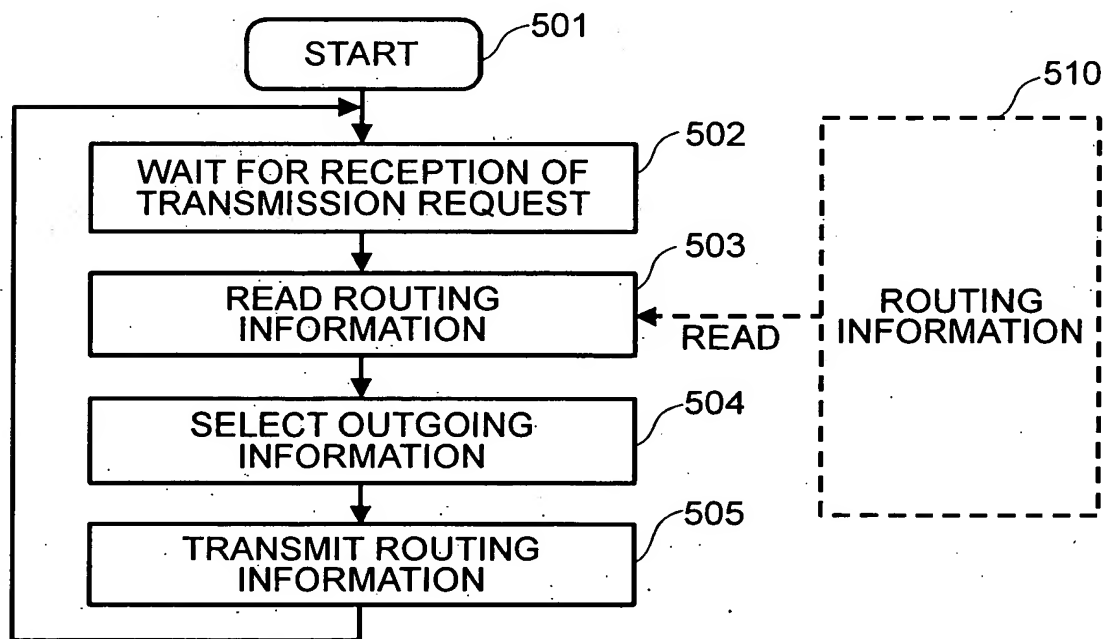 START
501
510
502
WAIT FOR RECEPTION OF
TRANSMISSION REQUEST
503
READ ROUTING
INFORMATION
READ
ROUTING
INFORMATION
504
SELECT OUTGOING
INFORMATION
505
TRANSMIT ROUTING
INFORMATION